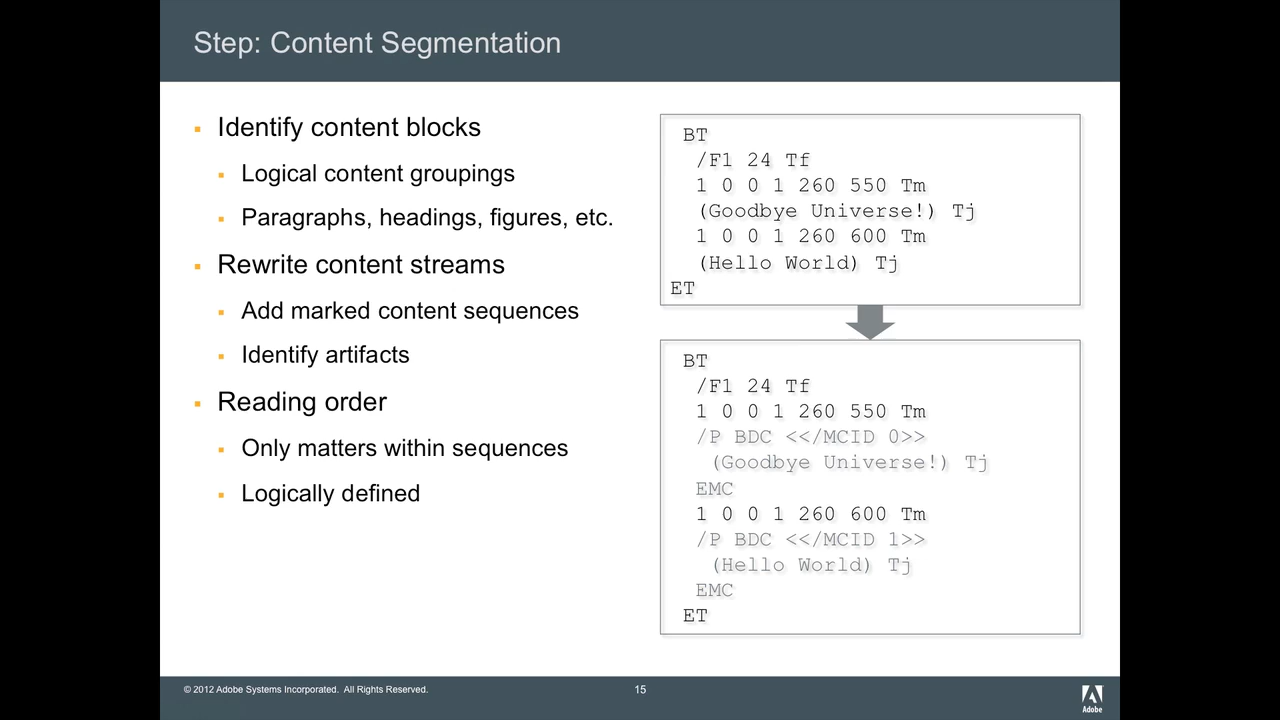 Step: Content Segmentation
Identify content blocks
Logical content groupings
Paragraphs, headings, figures, etc.
Rewrite content streams
Add marked content sequences
Identify artifacts
Reading order
Only matters within sequences
Logically defined
BT
/F1 24 Tf
1 0 0 1 260 550 Tm
(Goodbye Universe!) Tj
1 0 0 1 260 600 Tm
(Hello World) Tj
ET
BT
/F1 24 Tf
1 0 0 1 260 550 Tm
/P BDC <</MCID 0>>
(Goodbye Universe!) Tj
EMC
1 0 0 1 260 600 Tm
/P BDC <</MCID 1>>
(Hello World) Tj
EMC
ET
© 2012 Adobe Systems Incorporated. All Rights Reserved.
15
Adobe